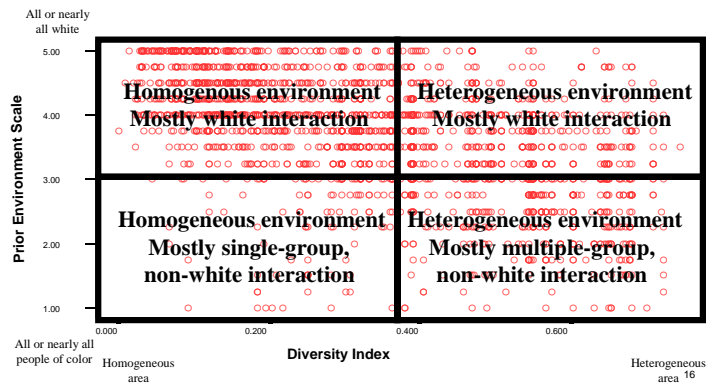 All or nearly
all white
5.00
4.00
3.00
2.00
1.00
Prior Environment Scale
Homogenous environment
Mostly white interaction
Heterogeneous environment
Mostly white interaction
Homogeneous environment
Mostly single-group,
non-white interaction
Heterogeneous environment
Mostly multiple-group,
non-white interaction
0.000
0.200
0.400
0.600
All or nearly all
people of color
Homogeneous
area
Diversity Index
Heterogeneous
area 16